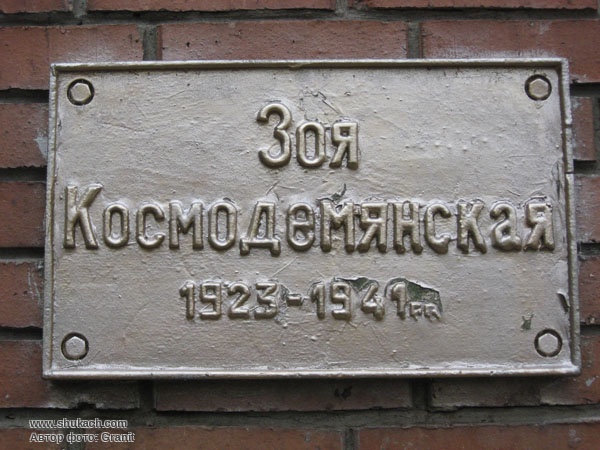 Зоя
Космодемянская
1923-1941гг
www.shukach.com
Автор фото: Granit